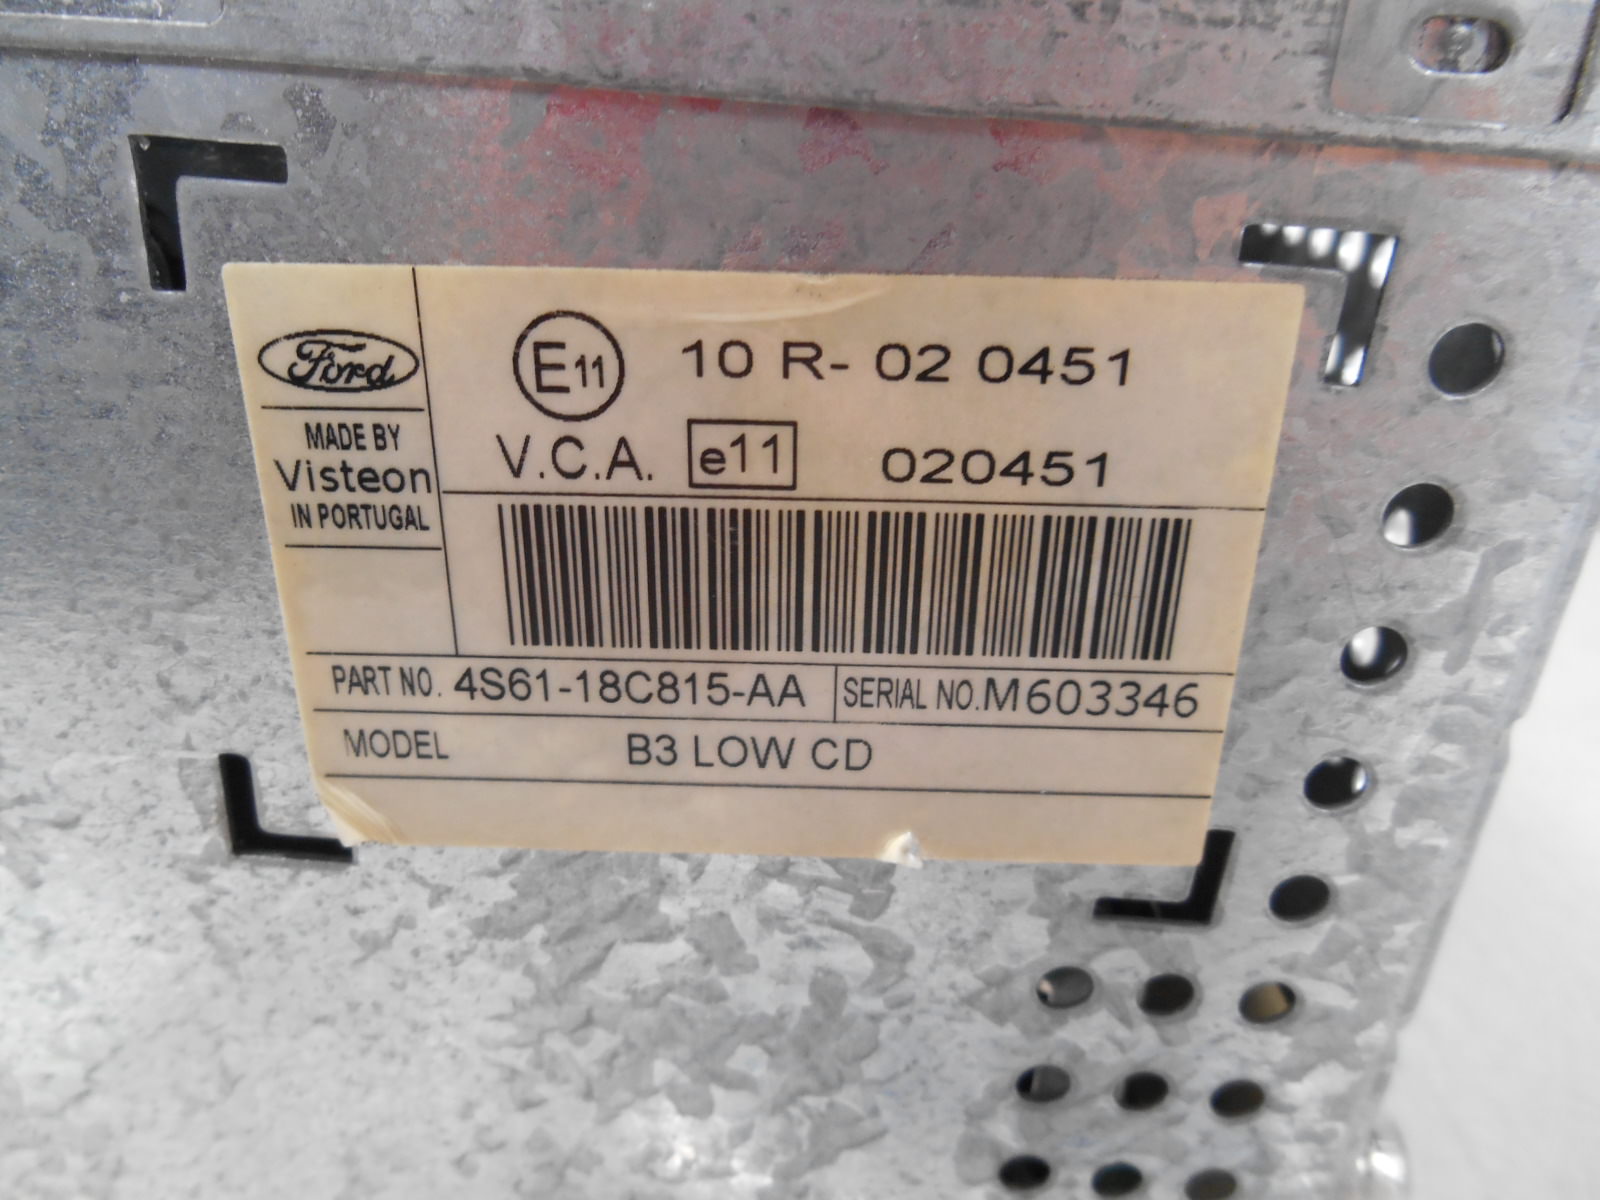 Ford
MADE BY
Visteon
IN PORTUGAL
E11 10 R- 02 0451
V.C.A. e11 020451
PART NO. 4S61-18C815-AA SERIAL NO. M603346
MODEL B3 LOW CD